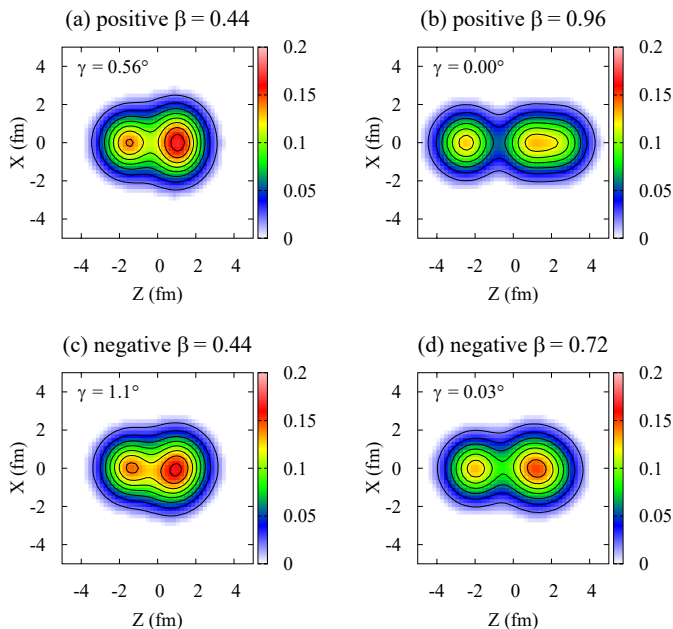 (a) positive β = 0.44
(b) positive β = 0.96
γ = 0.56°
γ = 0.00°
X (fm)
4
2
0
-2
-4
-4 -2 0 2 4
Z (fm)
0.2
0.15
0.1
0.05
0
X (fm)
4
2
0
-2
-4
-4 -2 0 2 4
Z (fm)
0.2
0.15
0.1
0.05
0
(c) negative β = 0.44
(d) negative β = 0.72
γ = 1.1°
γ = 0.03°
X (fm)
4
2
0
-2
-4
-4 -2 0 2 4
Z (fm)
0.2
0.15
0.1
0.05
0
X (fm)
4
2
0
-2
-4
-4 -2 0 2 4
Z (fm)
0.2
0.15
0.1
0.05
0